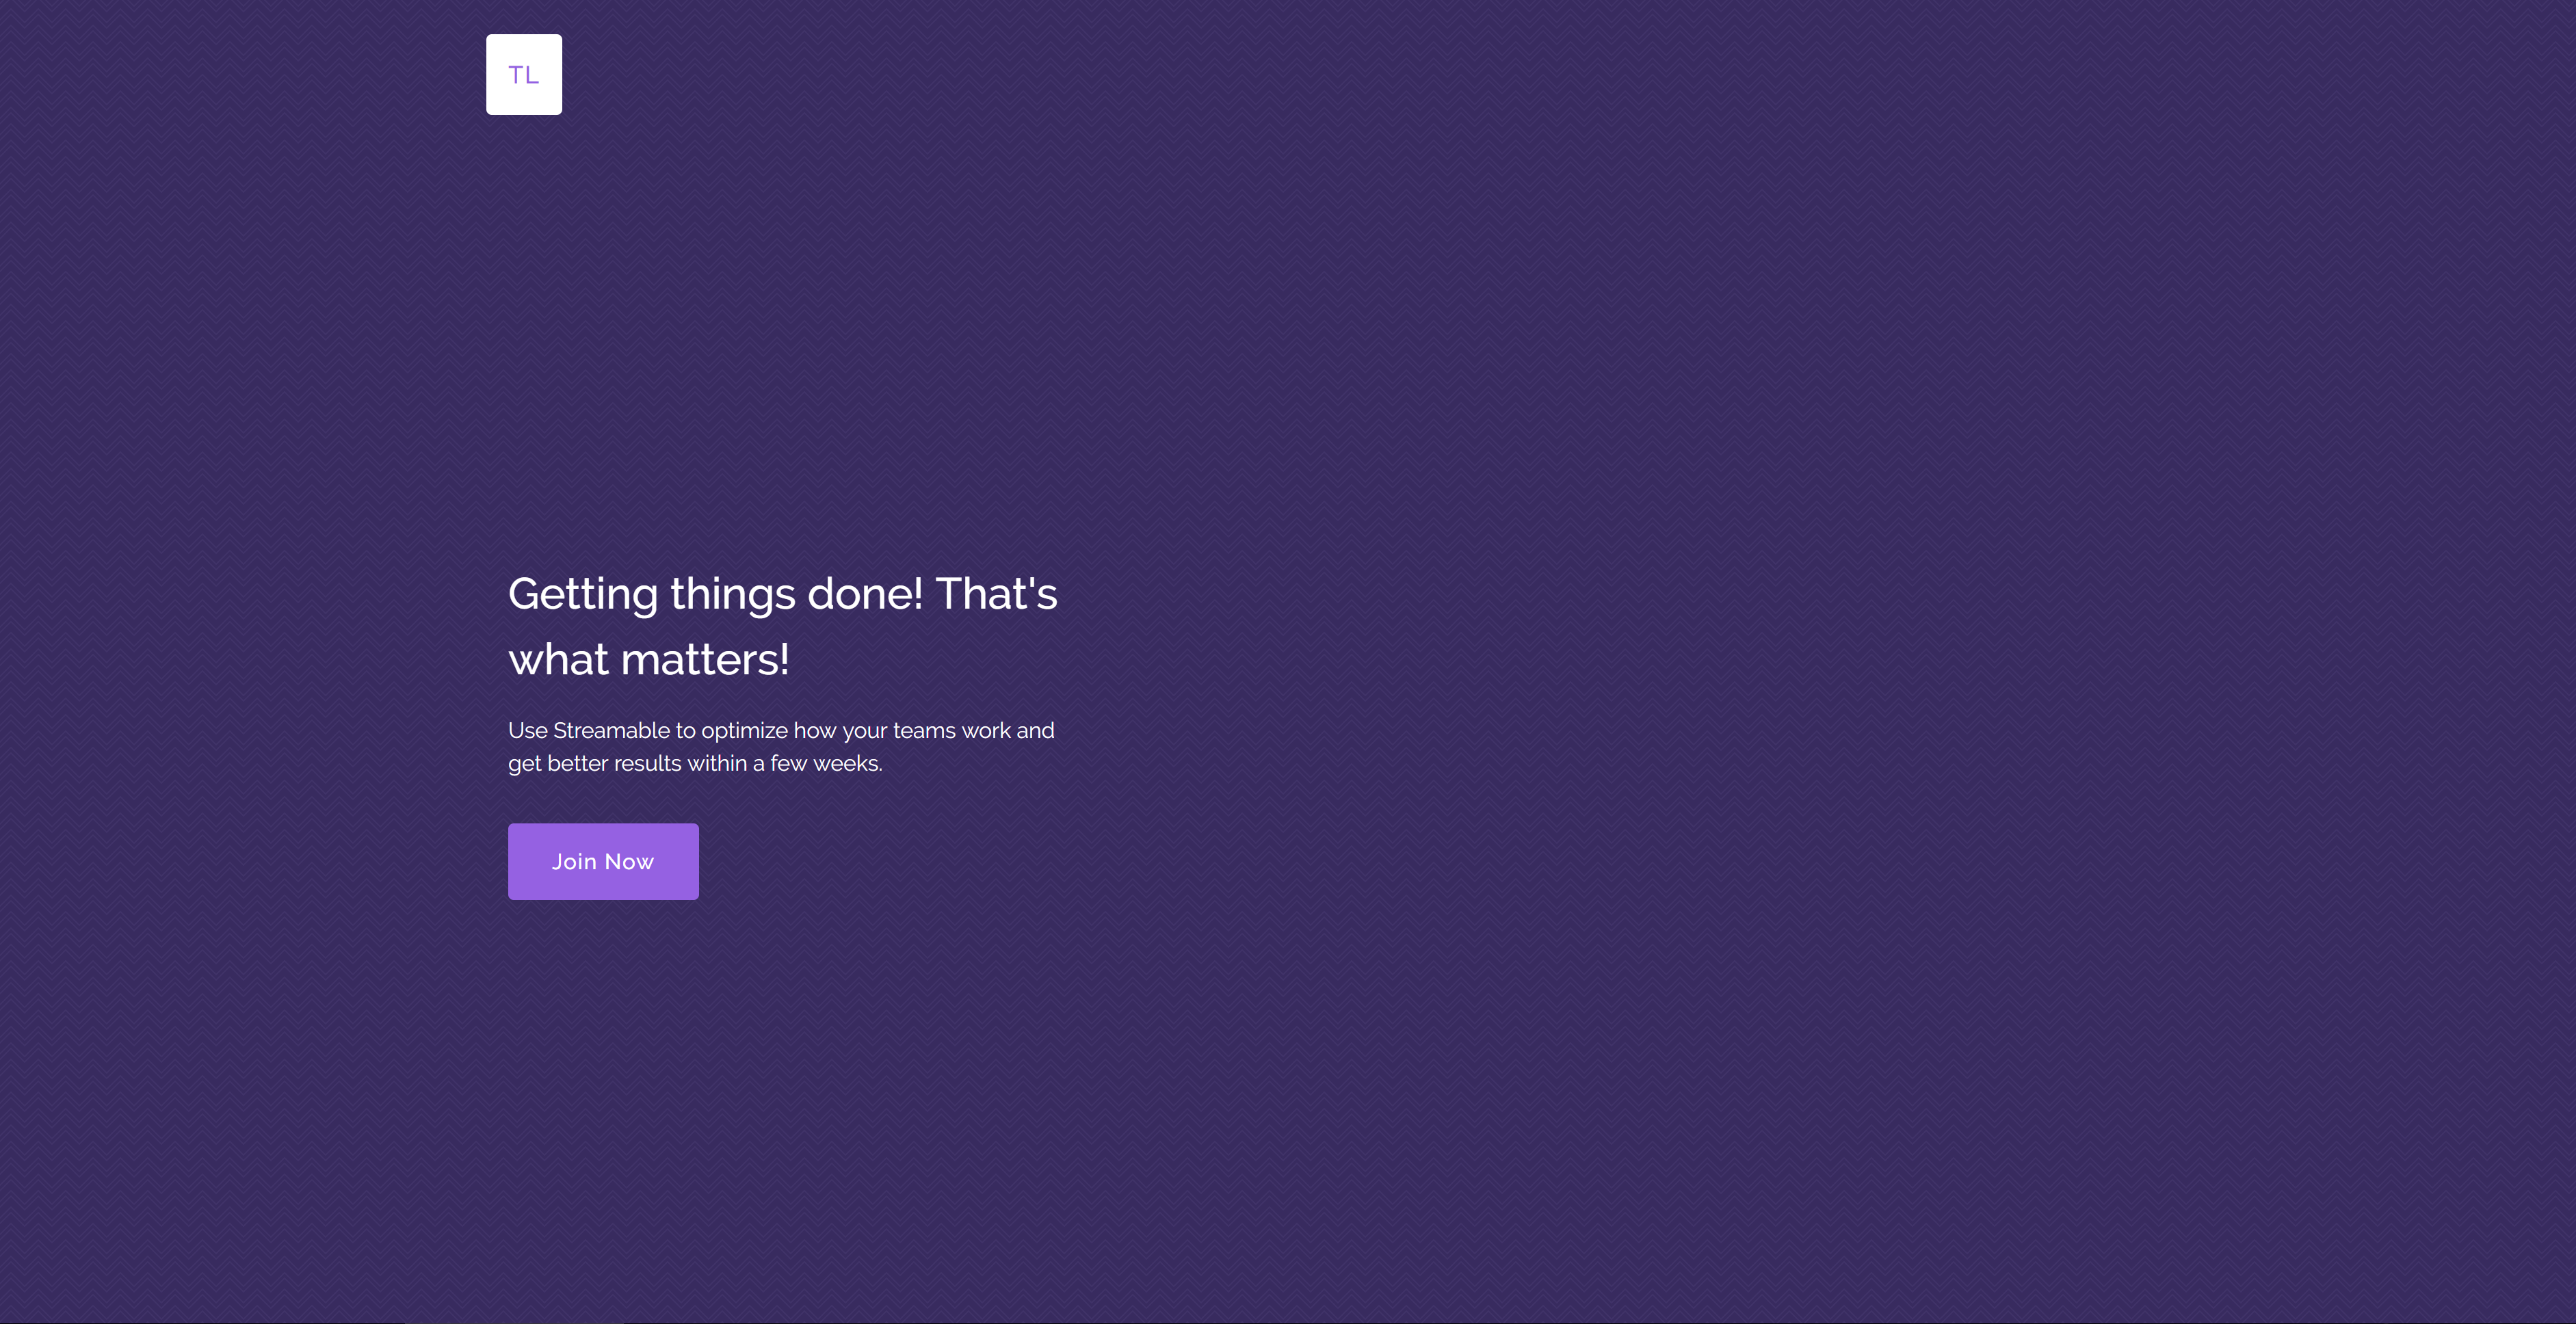 TL
Getting things done! That's
what matters!
Use Streamable to optimize how your teams work and
get better results within a few weeks.
Join Now